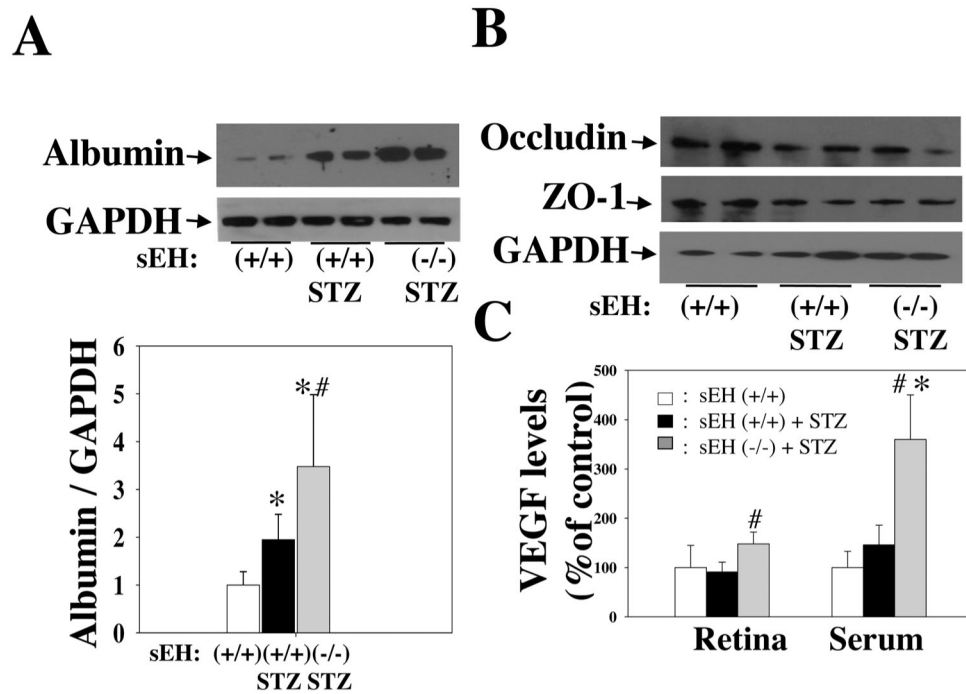 A
Albumin
GAPDH
sEH: (+/+) (+/+) (-/-)
STZ STZ
Albumin / GAPDH
6
5
4
3
2
1
0
*
*#
sEH: (+/+)(+/+)(-/-)
STZ STZ
B
Occludin
ZO-1
GAPDH
sEH: (+/+) (+/+) (-/-)
STZ STZ
C
VEGF levels
(% of control)
500
400
300
200
100
0
: sEH (+/+)
: sEH (+/+) + STZ
: sEH (-/-) + STZ
#
# *
Retina Serum